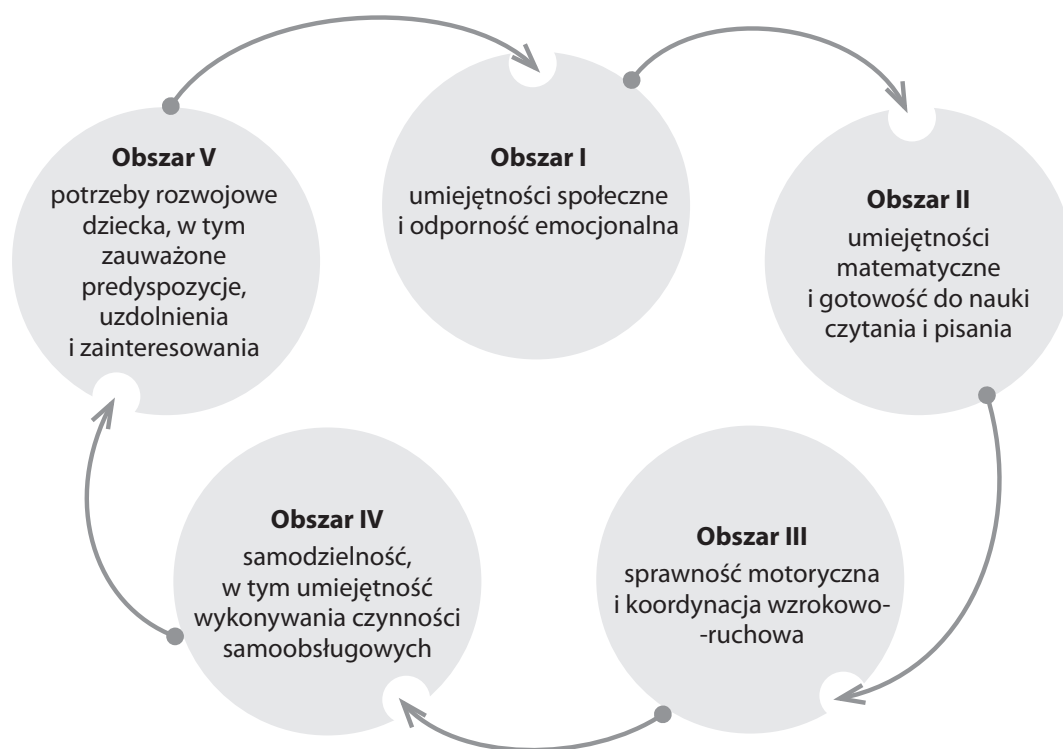 Obszar I
umiejętności społeczne
i odporność emocjonalna
Obszar II
umiejętności
matematyczne
i gotowość do nauki
czytania i pisania
Obszar III
sprawność motoryczna
i koordynacja wzrokowo-
-ruchowa
Obszar IV
samodzielność,
w tym umiejętność
wykonywania czynności
samoobsługowych
Obszar V
potrzeby rozwojowe
dziecka, w tym
zauważone
predyspozycje,
uzdolnienia
i zainteresowania